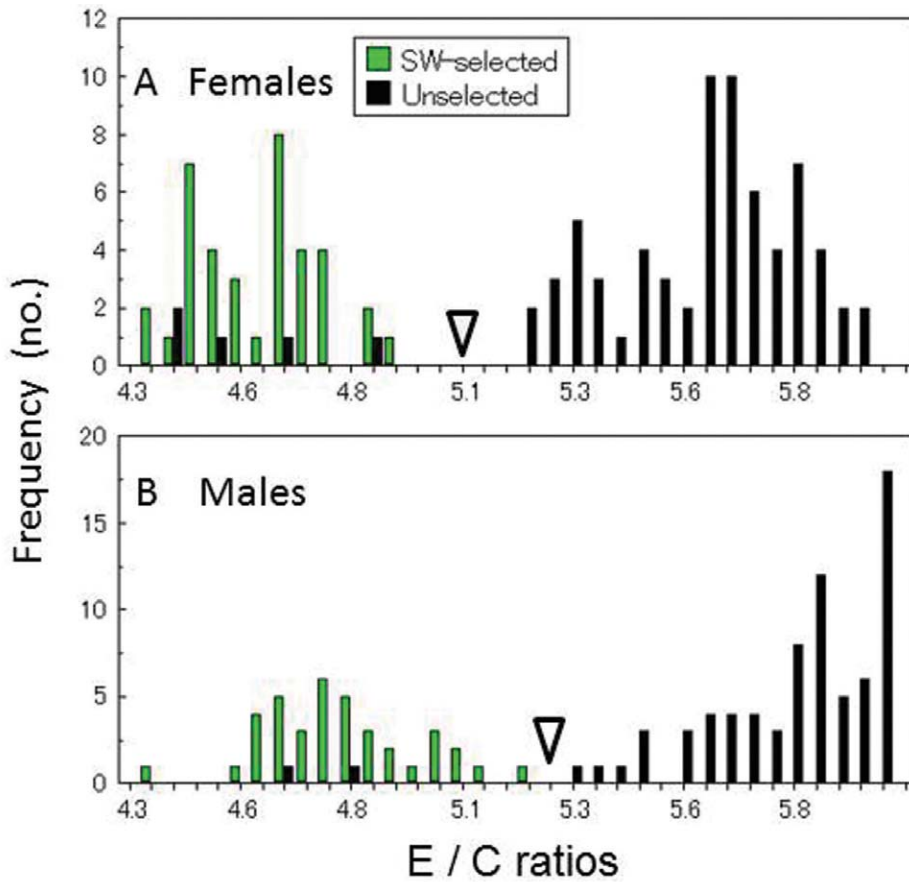 12
10
8
6
4
2
0
A Females
SW-selected
Unselected
4.3 4.6 4.8 5.1 5.3 5.6 5.8
20
15
10
5
0
B Males
4.3 4.6 4.8 5.1 5.3 5.6 5.8
Frequency (no.)
E / C ratios